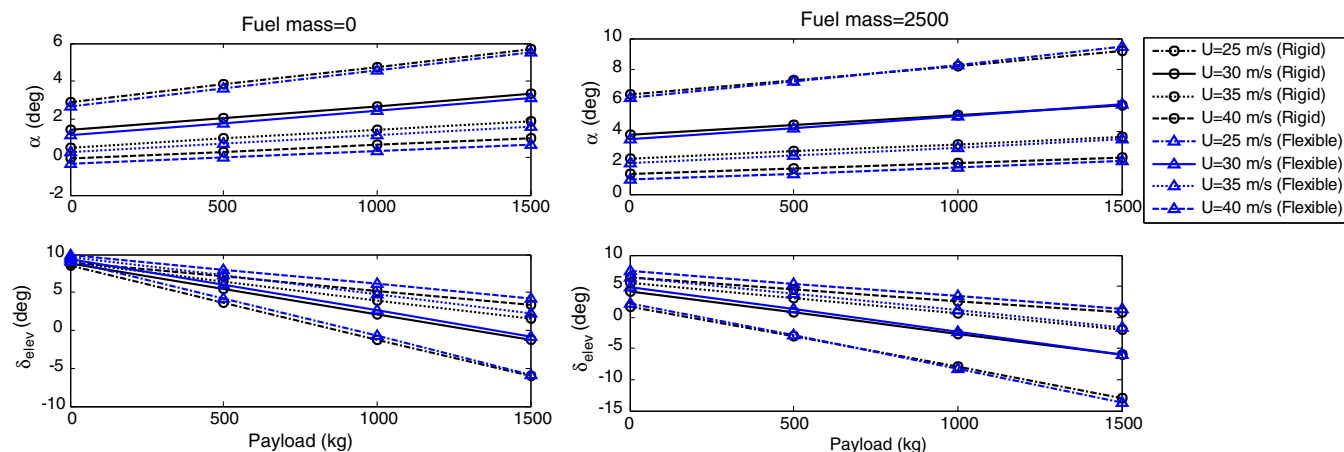 Fuel mass=0
6
4
2
0
-2
α (deg)
0
500
1000
1500
Fuel mass=2500
10
8
6
4
2
0
α (deg)
0
500
1000
1500
U=25 m/s (Rigid)
U=30 m/s (Rigid)
U=35 m/s (Rigid)
U=40 m/s (Rigid)
U=25 m/s (Flexible)
U=30 m/s (Flexible)
U=35 m/s (Flexible)
U=40 m/s (Flexible)
10
5
0
-5
-10
δelev (deg)
0
500
1000
1500
Payload (kg)
10
5
0
-5
-10
-15
δelev (deg)
0
500
1000
1500
Payload (kg)